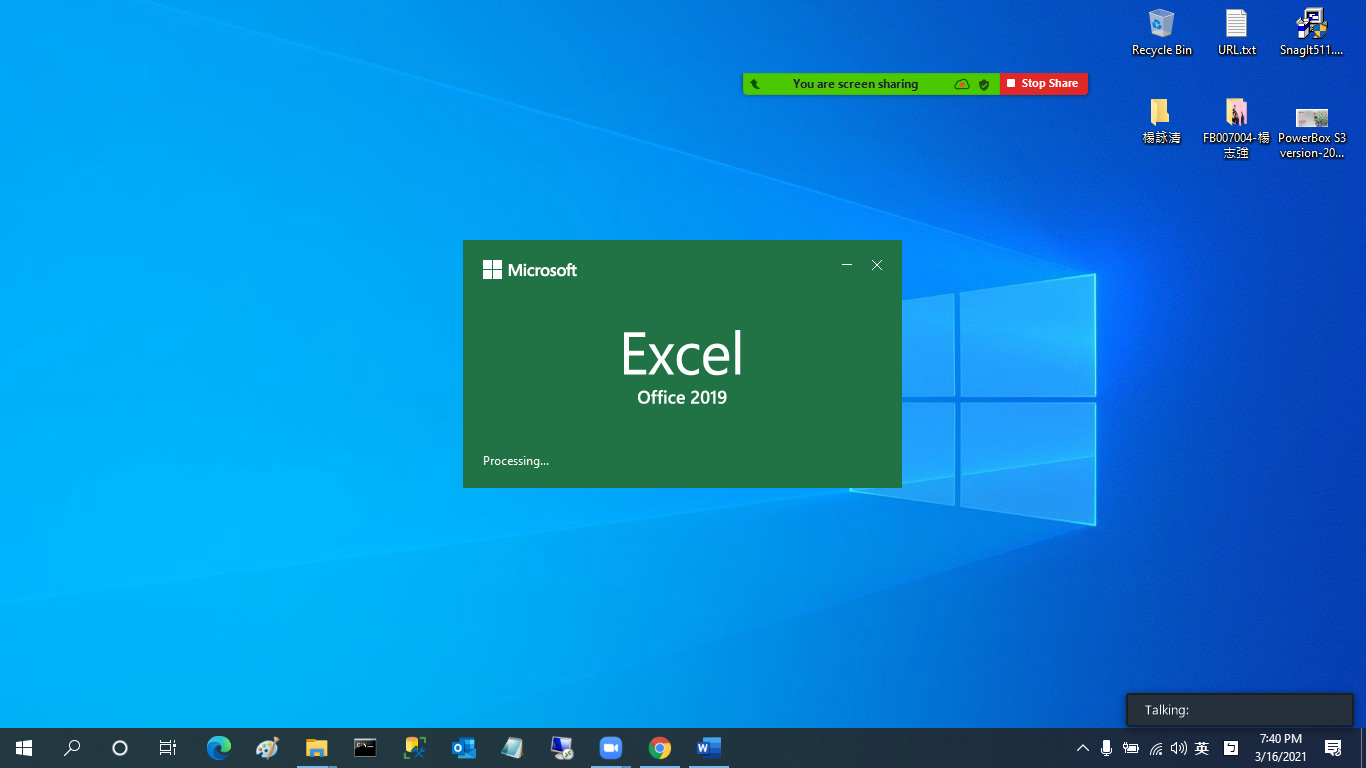 Recycle Bin
URL.txt
SnagIt511....
You are screen sharing
Stop Share
楊詠清
FB007004-楊
志強
PowerBox S3
version-20...
Microsoft
Excel
Office 2019
Processing...
Talking:
英
7:40 PM
3/16/2021